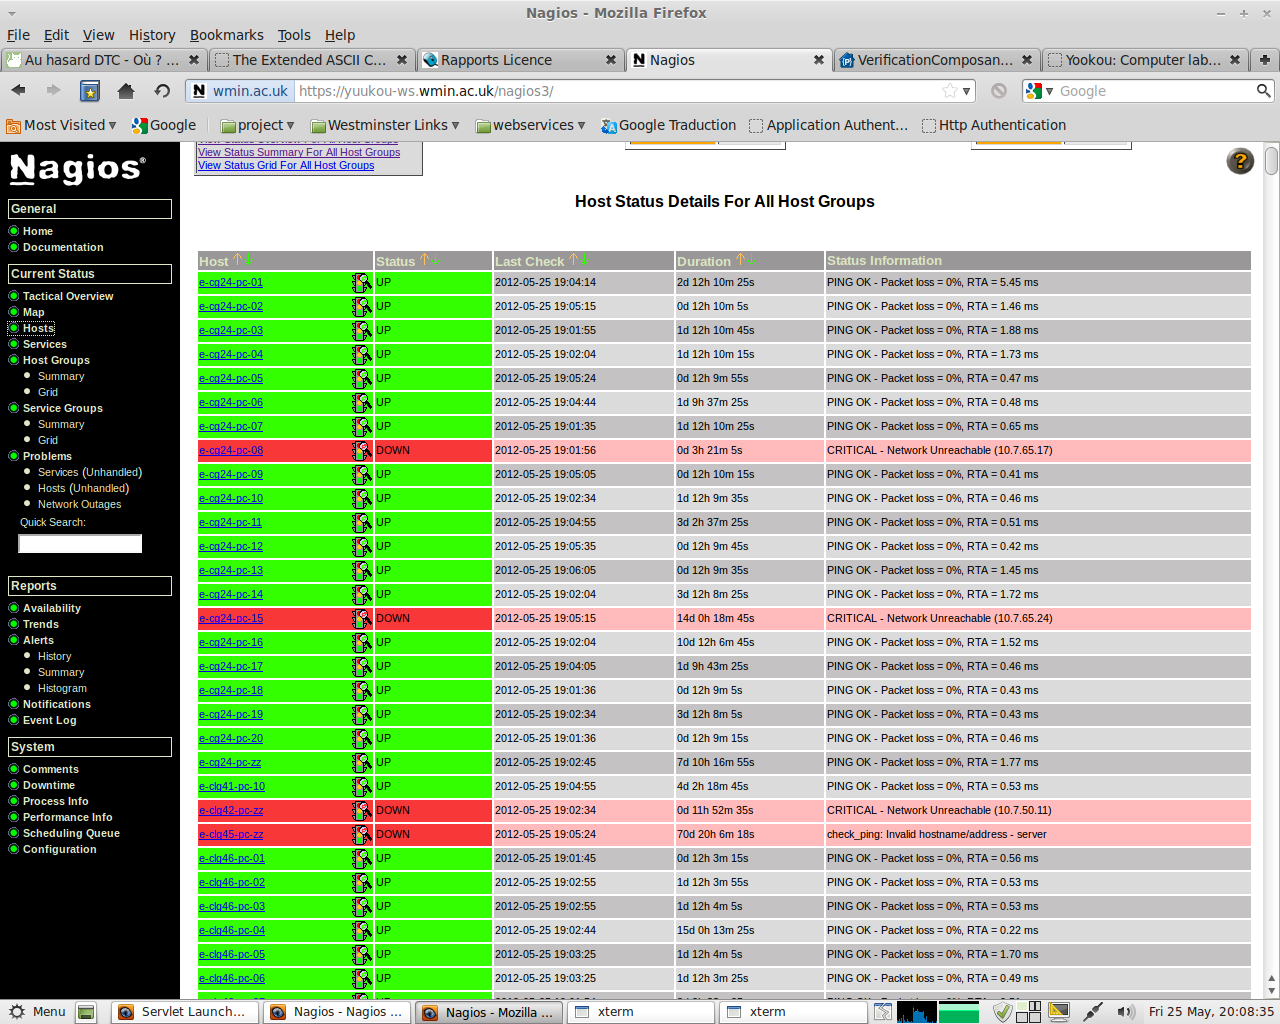 Nagios - Mozilla Firefox
File Edit View History Bookmarks Tools Help
Au hasard DTC - Où ? ... The Extended ASCII C... Rapports Licence Nagios VerificationComposan... Yookou: Computer lab...
wmin.ac.uk https://yuukou-ws.wmin.ac.uk/nagios3/ Google
Most Visited Google project Westminster Links webservices Google Traduction Application Authent... Http Authentication
Nagios®
General
Home
Documentation
Current Status
Tactical Overview
Map
Hosts
Services
Host Groups
Summary
Grid
Service Groups
Summary
Grid
Problems
Services (Unhandled)
Hosts (Unhandled)
Network Outages
Quick Search:
Reports
Availability
Trends
Alerts
History
Summary
Histogram
Notifications
Event Log
System
Comments
Downtime
Process Info
Performance Info
Scheduling Queue
Configuration
View Status Overview For All Host Groups
View Status Summary For All Host Groups
View Status Grid For All Host Groups
Host Status Details For All Host Groups
Host Status Last Check Duration Status Information
e-cg24-pc-01 UP 2012-05-25 19:04:14 2d 12h 10m 25s PING OK - Packet loss = 0%, RTA = 5.45 ms
e-cg24-pc-02 UP 2012-05-25 19:05:15 0d 12h 10m 5s PING OK - Packet loss = 0%, RTA = 1.46 ms
e-cg24-pc-03 UP 2012-05-25 19:01:55 1d 12h 10m 45s PING OK - Packet loss = 0%, RTA = 1.88 ms
e-cg24-pc-04 UP 2012-05-25 19:02:04 1d 12h 10m 15s PING OK - Packet loss = 0%, RTA = 1.73 ms
e-cg24-pc-05 UP 2012-05-25 19:05:24 0d 12h 9m 55s PING OK - Packet loss = 0%, RTA = 0.47 ms
e-cg24-pc-06 UP 2012-05-25 19:04:44 1d 9h 37m 25s PING OK - Packet loss = 0%, RTA = 0.48 ms
e-cg24-pc-07 UP 2012-05-25 19:01:35 1d 12h 10m 25s PING OK - Packet loss = 0%, RTA = 0.65 ms
e-cg24-pc-08 DOWN 2012-05-25 19:01:56 0d 3h 21m 5s CRITICAL - Network Unreachable (10.7.65.17)
e-cg24-pc-09 UP 2012-05-25 19:05:05 0d 12h 10m 15s PING OK - Packet loss = 0%, RTA = 0.41 ms
e-cg24-pc-10 UP 2012-05-25 19:02:34 1d 12h 9m 35s PING OK - Packet loss = 0%, RTA = 0.46 ms
e-cg24-pc-11 UP 2012-05-25 19:04:55 3d 2h 37m 25s PING OK - Packet loss = 0%, RTA = 0.51 ms
e-cg24-pc-12 UP 2012-05-25 19:05:35 0d 12h 9m 45s PING OK - Packet loss = 0%, RTA = 0.42 ms
e-cg24-pc-13 UP 2012-05-25 19:06:05 0d 12h 9m 35s PING OK - Packet loss = 0%, RTA = 1.45 ms
e-cg24-pc-14 UP 2012-05-25 19:02:04 3d 12h 8m 25s PING OK - Packet loss = 0%, RTA = 1.72 ms
e-cg24-pc-15 DOWN 2012-05-25 19:05:15 14d 0h 18m 45s CRITICAL - Network Unreachable (10.7.65.24)
e-cg24-pc-16 UP 2012-05-25 19:02:04 10d 12h 6m 45s PING OK - Packet loss = 0%, RTA = 1.52 ms
e-cg24-pc-17 UP 2012-05-25 19:04:05 1d 9h 43m 25s PING OK - Packet loss = 0%, RTA = 0.46 ms
e-cg24-pc-18 UP 2012-05-25 19:01:36 0d 12h 9m 5s PING OK - Packet loss = 0%, RTA = 0.43 ms
e-cg24-pc-19 UP 2012-05-25 19:02:34 3d 12h 8m 5s PING OK - Packet loss = 0%, RTA = 0.43 ms
e-cg24-pc-20 UP 2012-05-25 19:01:36 0d 12h 9m 15s PING OK - Packet loss = 0%, RTA = 0.46 ms
e-cg24-pc-zz UP 2012-05-25 19:02:45 7d 10h 16m 55s PING OK - Packet loss = 0%, RTA = 1.77 ms
e-clg41-pc-10 UP 2012-05-25 19:04:55 4d 2h 18m 45s PING OK - Packet loss = 0%, RTA = 0.53 ms
e-clg42-pc-zz DOWN 2012-05-25 19:02:34 0d 11h 52m 35s CRITICAL - Network Unreachable (10.7.50.11)
e-clg45-pc-zz DOWN 2012-05-25 19:05:24 70d 20h 6m 18s check_ping: Invalid hostname/address - server
e-clg46-pc-01 UP 2012-05-25 19:01:45 0d 12h 3m 15s PING OK - Packet loss = 0%, RTA = 0.56 ms
e-clg46-pc-02 UP 2012-05-25 19:02:55 1d 12h 3m 55s PING OK - Packet loss = 0%, RTA = 0.53 ms
e-clg46-pc-03 UP 2012-05-25 19:02:55 1d 12h 4m 5s PING OK - Packet loss = 0%, RTA = 0.53 ms
e-clg46-pc-04 UP 2012-05-25 19:02:44 15d 0h 13m 25s PING OK - Packet loss = 0%, RTA = 0.22 ms
e-clg46-pc-05 UP 2012-05-25 19:03:25 1d 12h 4m 5s PING OK - Packet loss = 0%, RTA = 1.70 ms
e-clg46-pc-06 UP 2012-05-25 19:03:25 1d 12h 3m 25s PING OK - Packet loss = 0%, RTA = 0.49 ms
Menu Servlet Launch... Nagios - Nagios ... Nagios - Mozilla ... xterm xterm Fri 25 May, 20:08:35